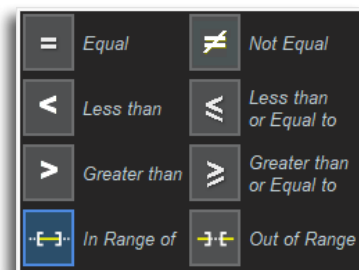 = Equal ≠ Not Equal
< Less than ≤ Less than
or Equal to
> Greater than ≥ Greater than
or Equal to
In Range of Out of Range